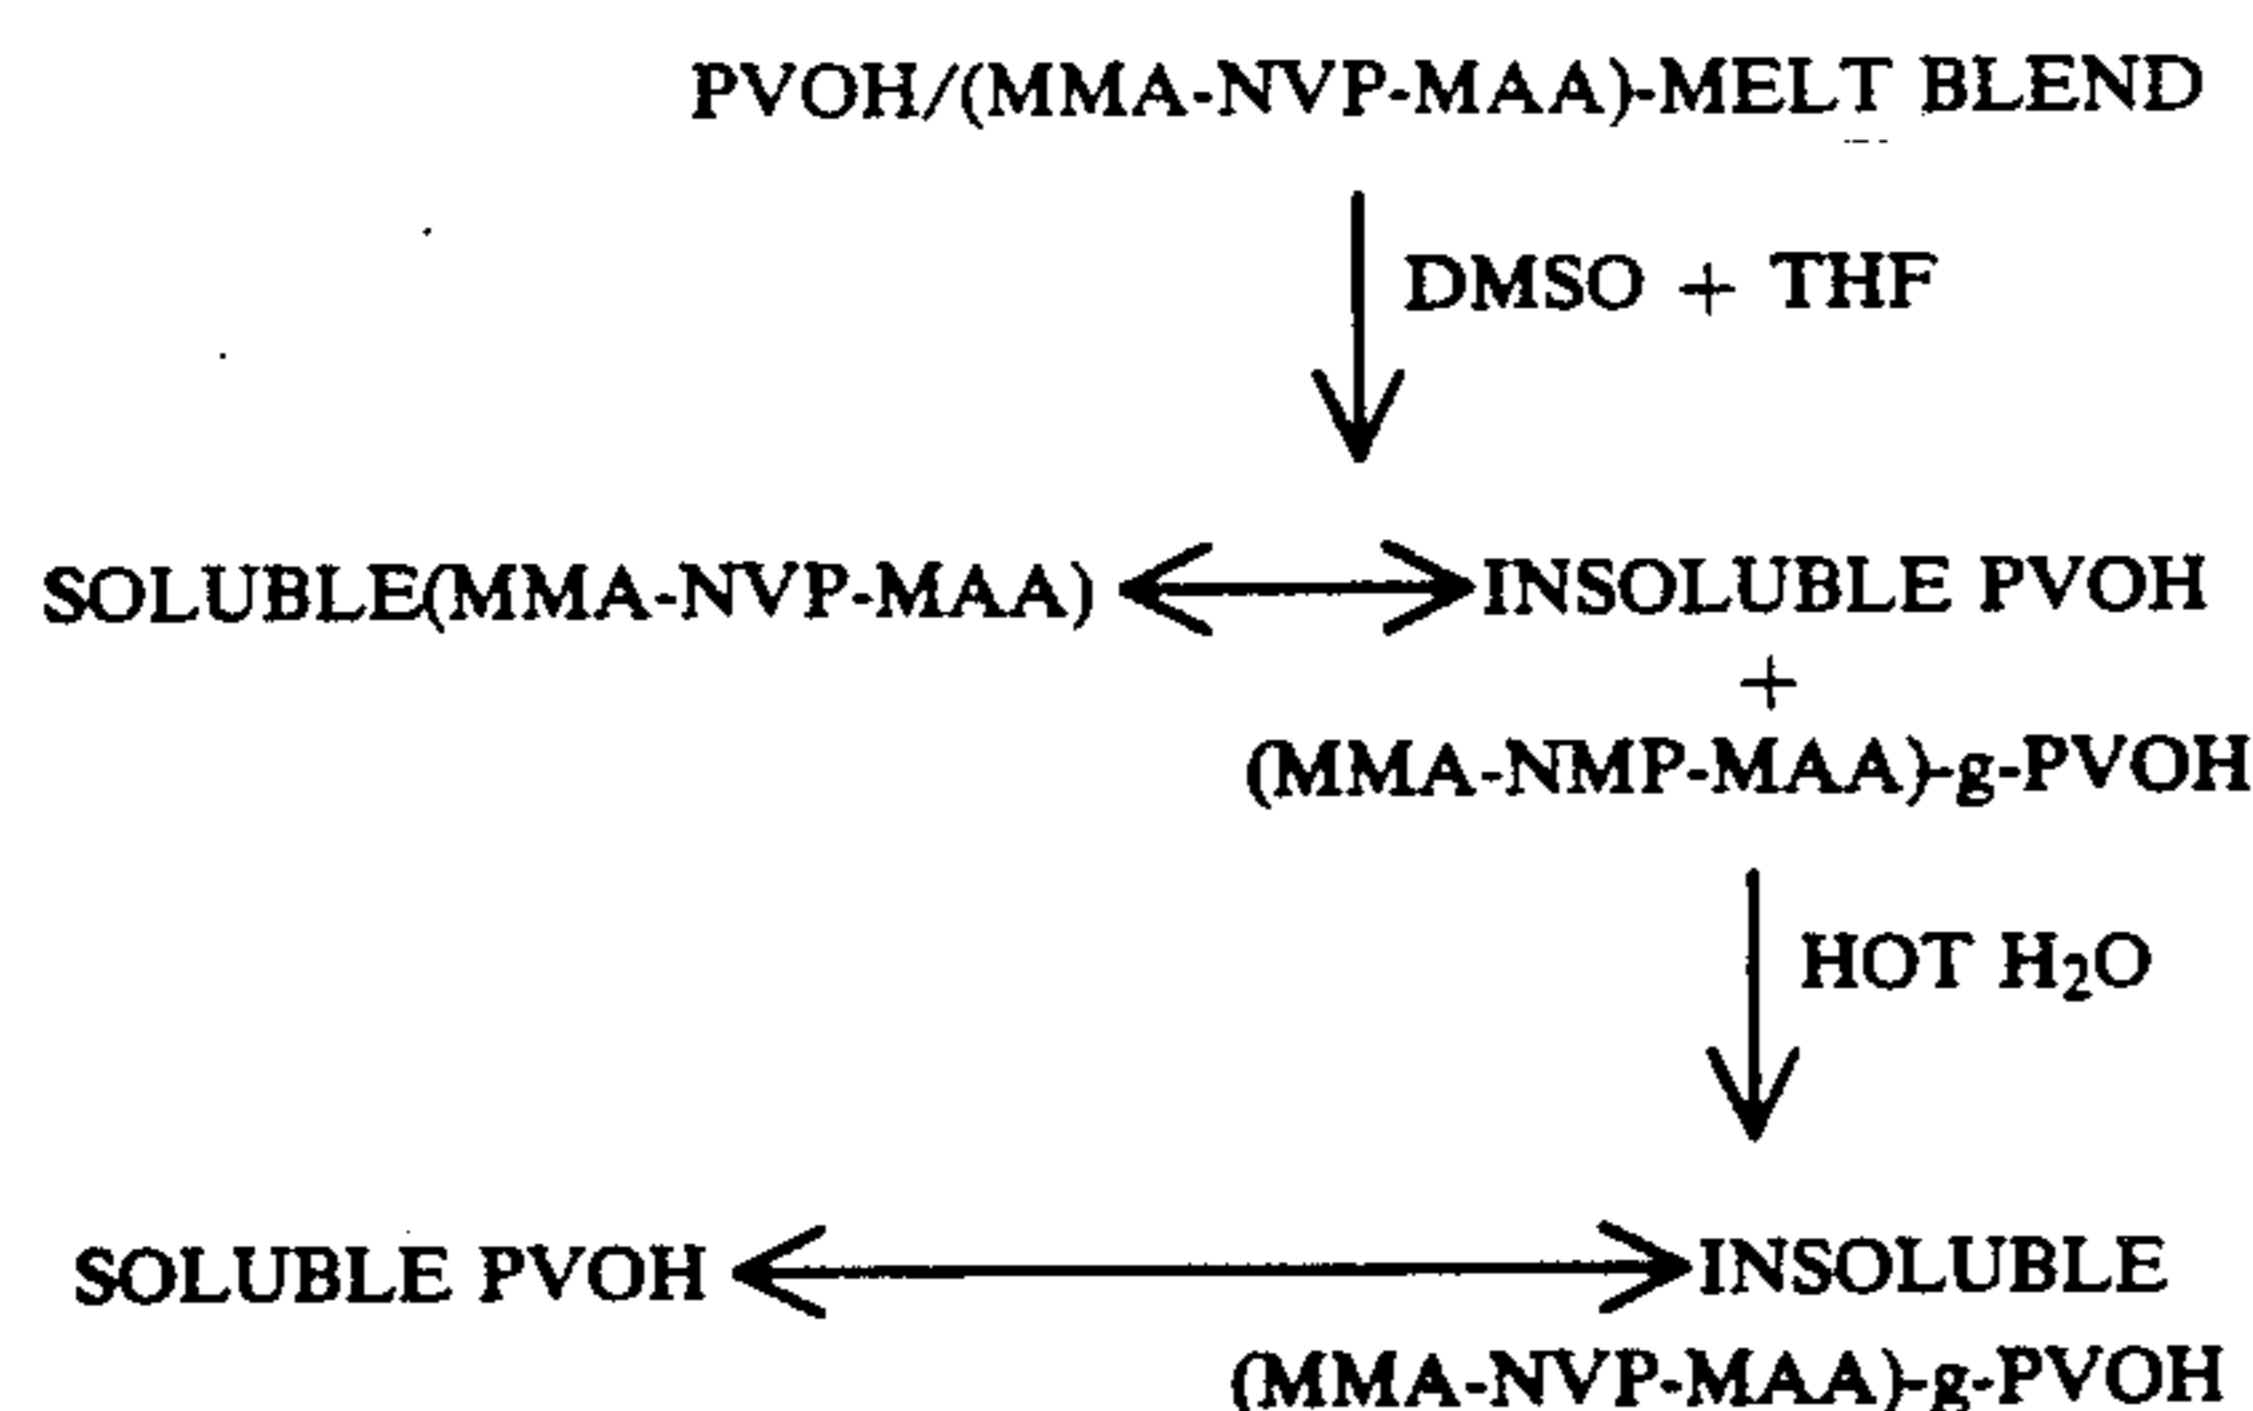 PVOH/(MMA-NVP-MAA)-MELT BLEND
DMSO + THF
SOLUBLE(MMA-NVP-MAA)
INSOLUBLE PVOH
+
(MMA-NMP-MAA)-g-PVOH
HOT H₂O
SOLUBLE PVOH
INSOLUBLE
(MMA-NVP-MAA)-g-PVOH